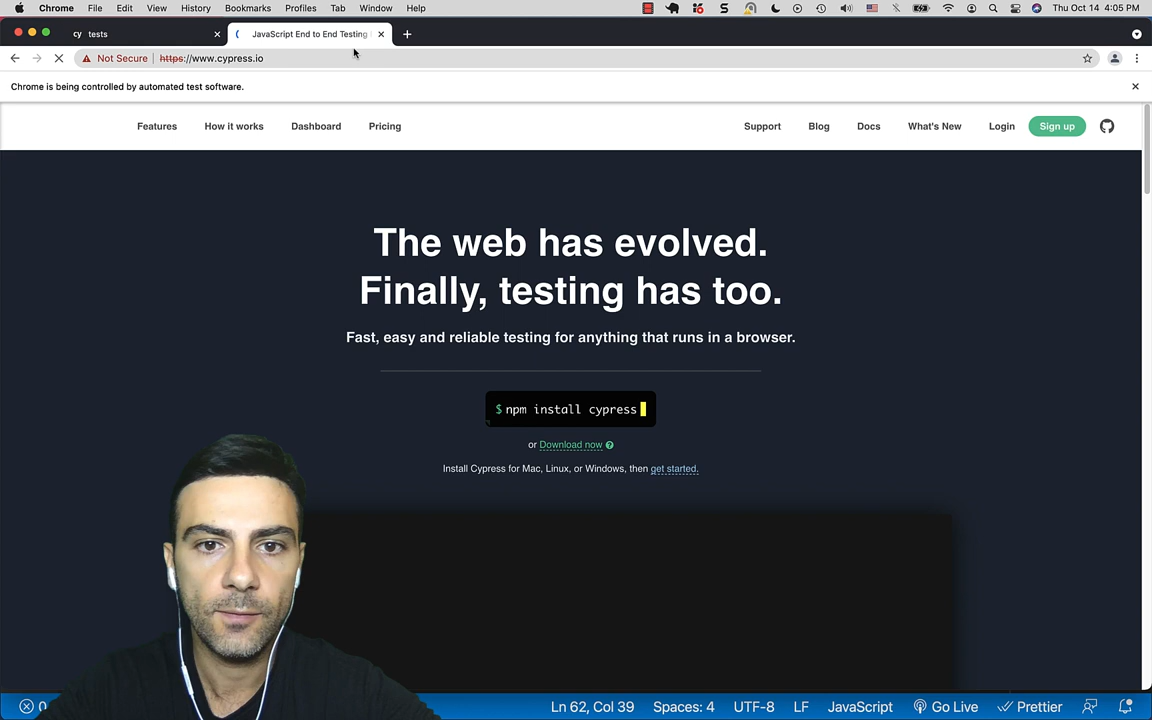 Chrome File Edit View History Bookmarks Profiles Tab Window Help Thu Oct 14 4:05 PM
cy tests JavaScript End to End Testing
Not Secure https://www.cypress.io
Chrome is being controlled by automated test software.
Features How it works Dashboard Pricing Support Blog Docs What's New Login Sign up
The web has evolved.
Finally, testing has too.
Fast, easy and reliable testing for anything that runs in a browser.
$ npm install cypress
or Download now
Install Cypress for Mac, Linux, or Windows, then get started.
0 Ln 62, Col 39 Spaces: 4 UTF-8 LF JavaScript Go Live Prettier